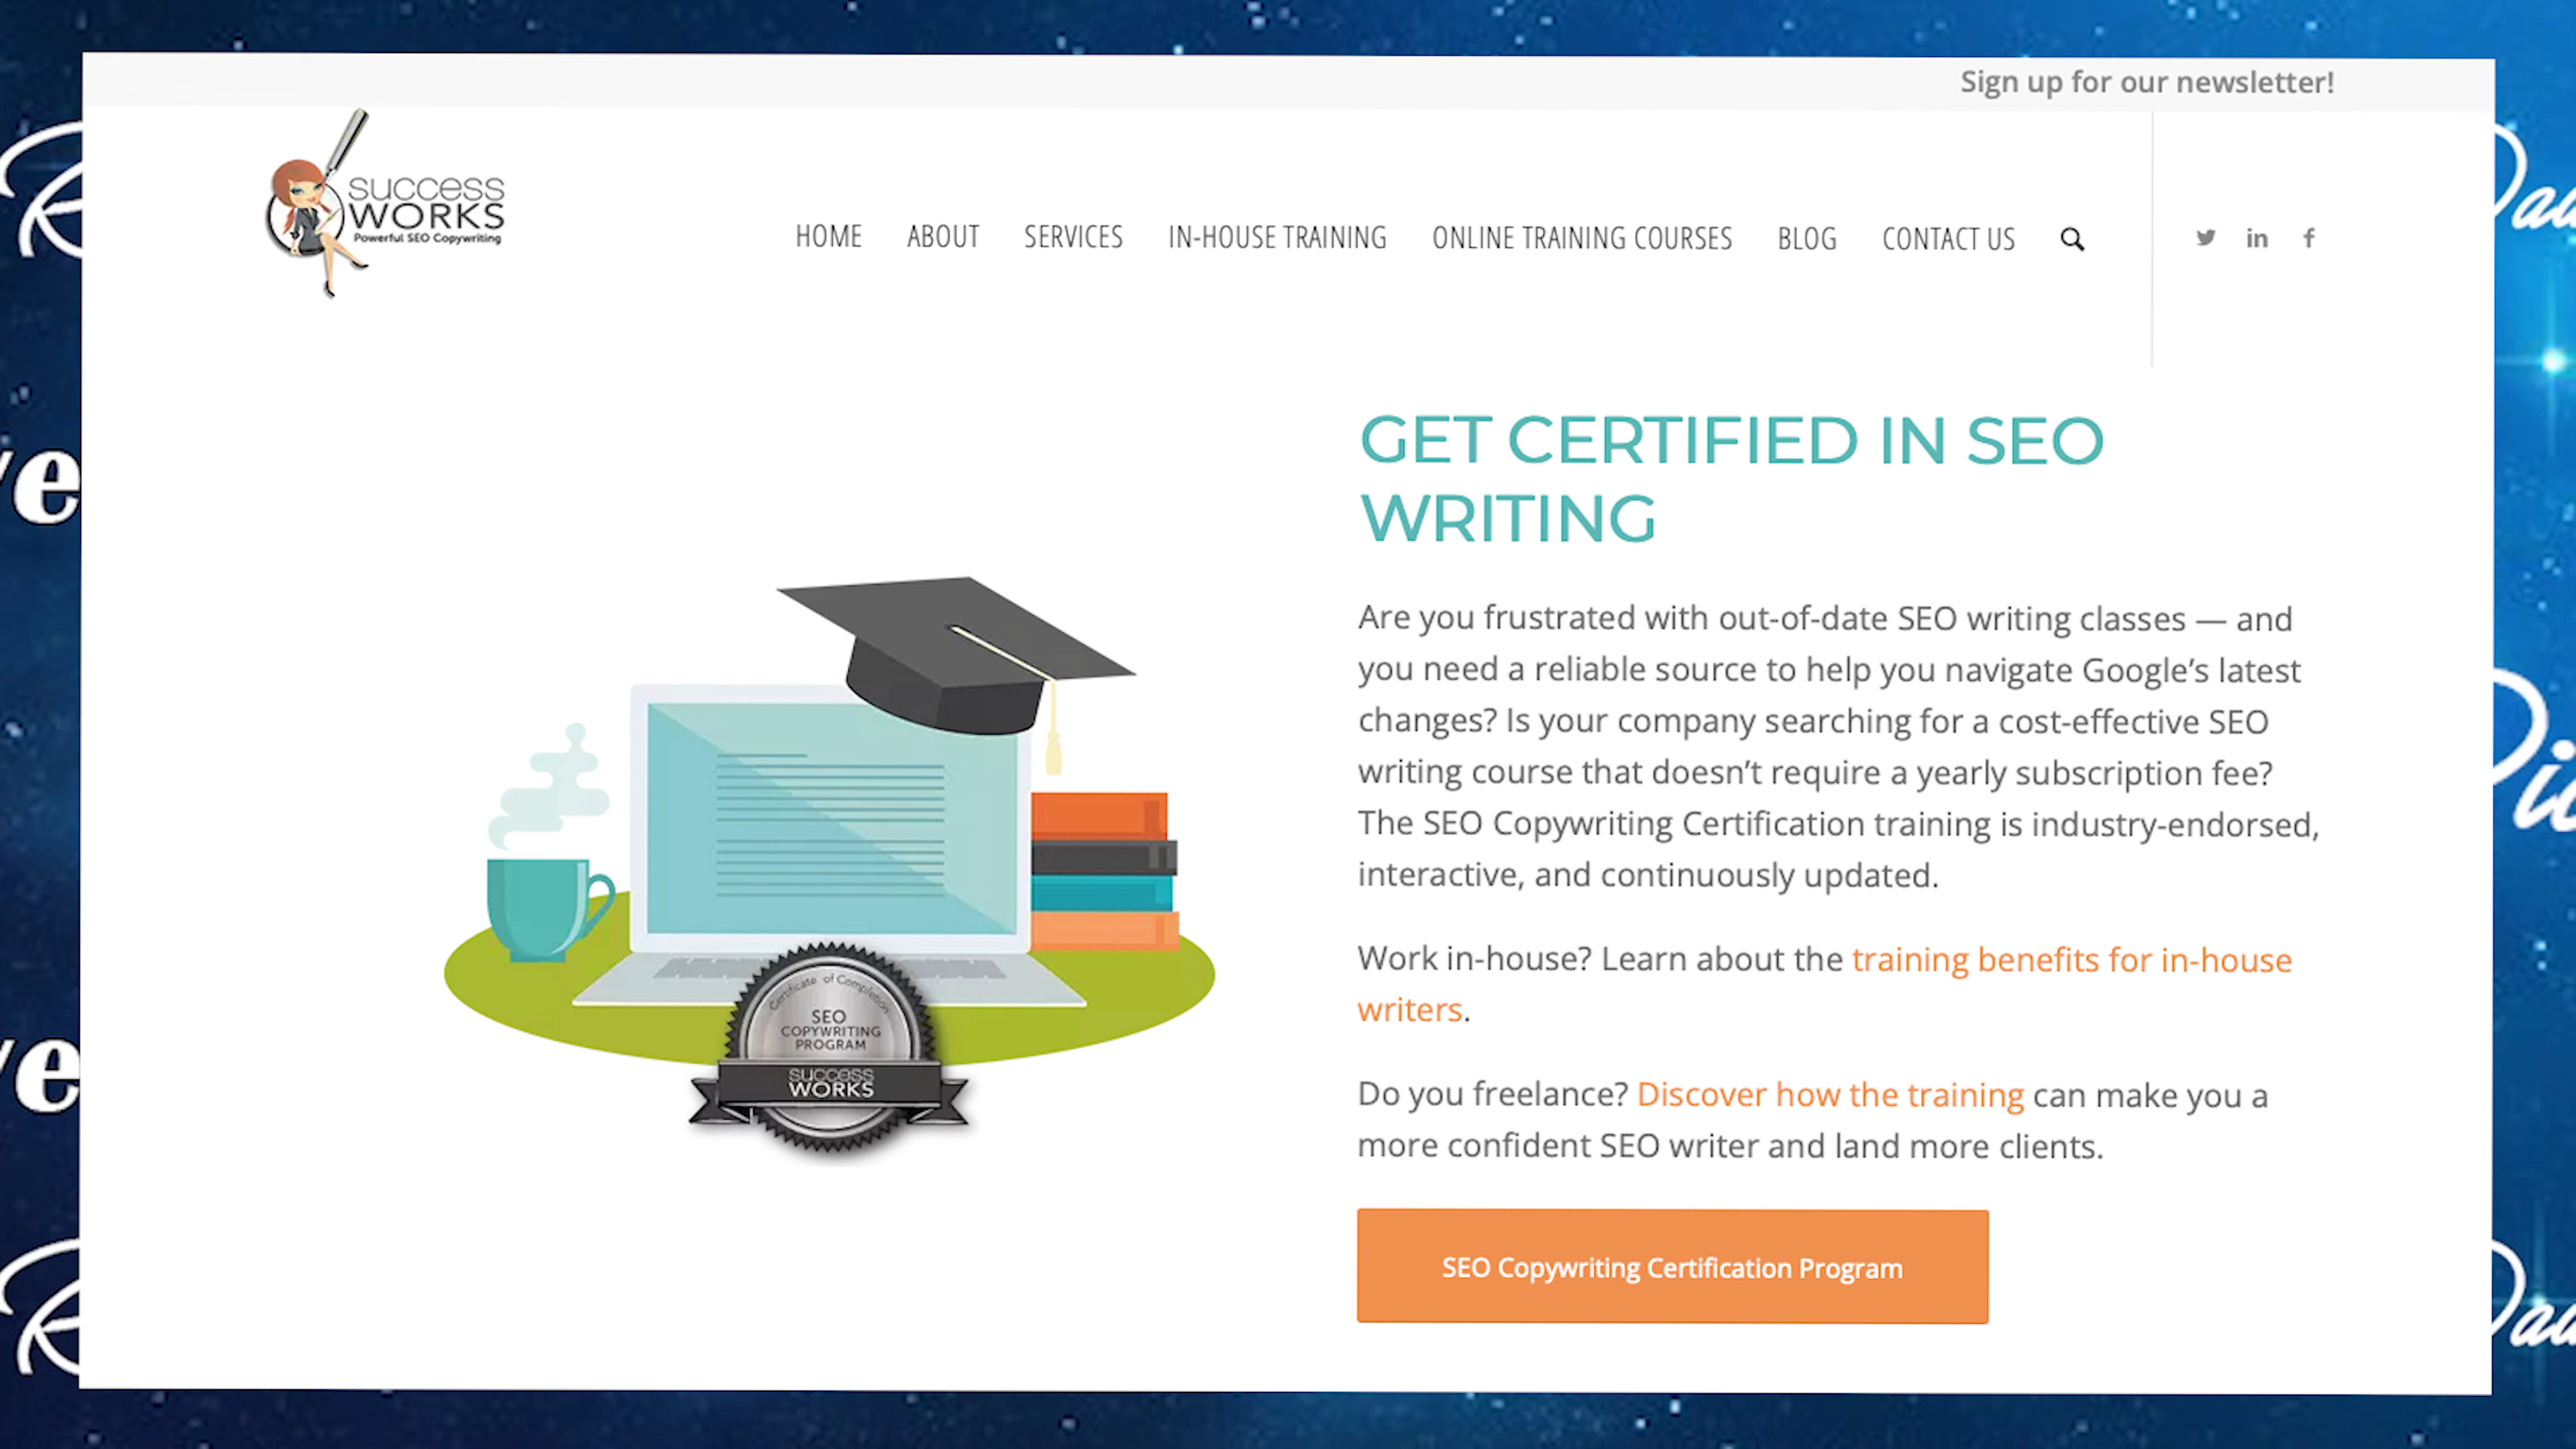 Sign up for our newsletter!
SUCCESS
WORKS
Powerful SEO Copywriting
HOME ABOUT SERVICES IN-HOUSE TRAINING ONLINE TRAINING COURSES BLOG CONTACT US
GET CERTIFIED IN SEO
WRITING
Are you frustrated with out-of-date SEO writing classes — and
you need a reliable source to help you navigate Google's latest
changes? Is your company searching for a cost-effective SEO
writing course that doesn't require a yearly subscription fee?
The SEO Copywriting Certification training is industry-endorsed,
interactive, and continuously updated.
Work in-house? Learn about the training benefits for in-house
writers.
Do you freelance? Discover how the training can make you a
more confident SEO writer and land more clients.
SEO Copywriting Certification Program
Certificate of Completion
SEO
COPYWRITING
PROGRAM
SUCCESS
WORKS